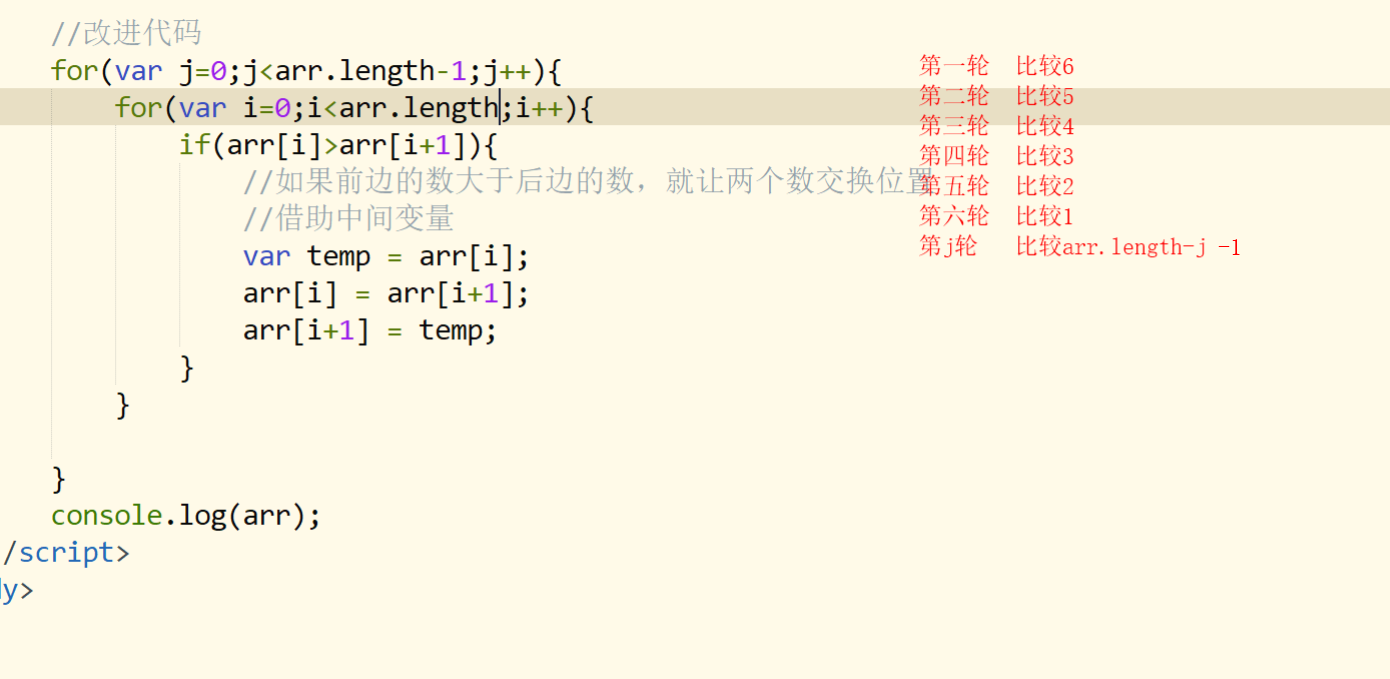 //改进代码
for(var j=0;j<arr.length-1;j++){
for(var i=0;i<arr.length;i++){
if(arr[i]>arr[i+1]){
//如果前边的数大于后边的数，就让两个数交换位置
//借助中间变量
var temp = arr[i];
arr[i] = arr[i+1];
arr[i+1] = temp;
}
}
}
console.log(arr);
/script>
ly>
第一轮 比较6
第二轮 比较5
第三轮 比较4
第四轮 比较3
第五轮 比较2
第六轮 比较1
第j轮 比较arr.length-j -1